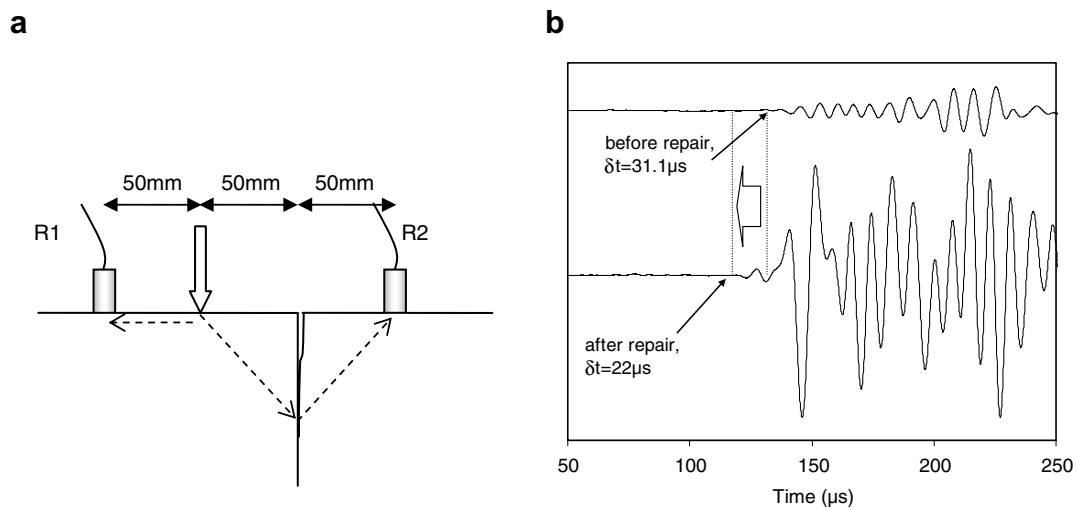 a
50mm 50mm 50mm
R1
R2
b
before repair,
δt=31.1μs
after repair,
δt=22μs
50 100 150 200 250
Time (μs)